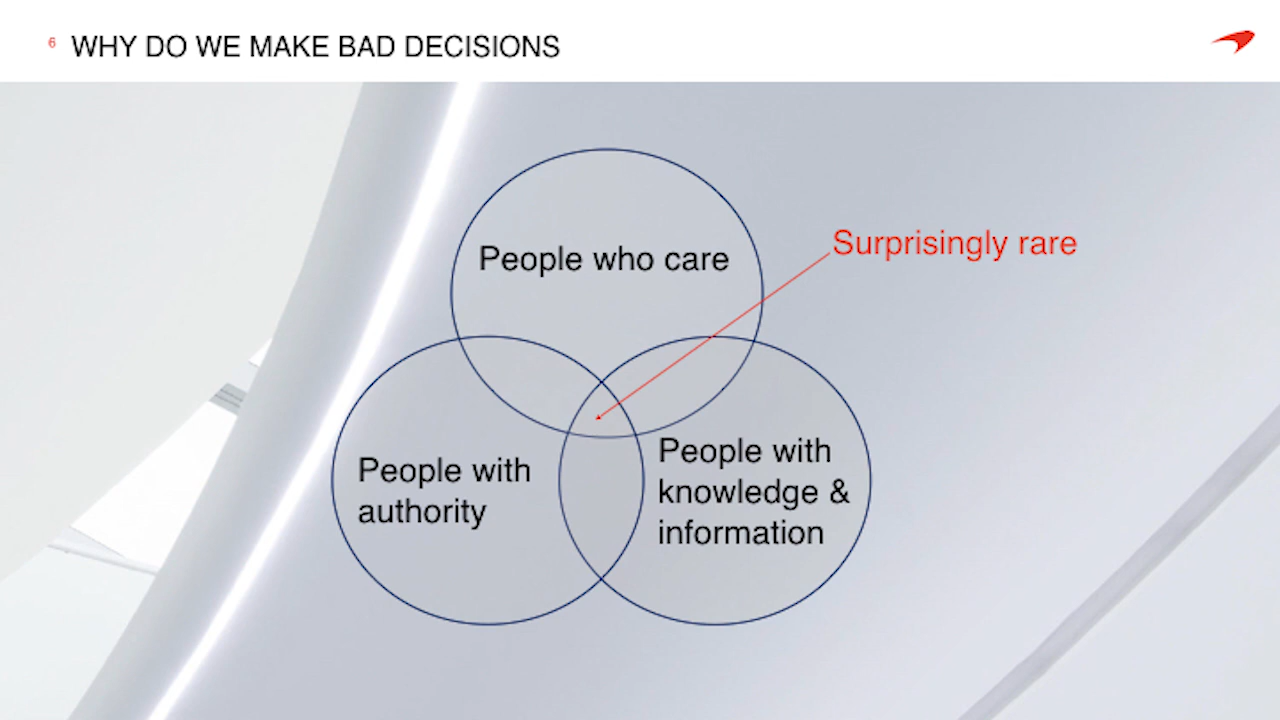 6 WHY DO WE MAKE BAD DECISIONS
People who care
Surprisingly rare
People with
authority
People with
knowledge &
information